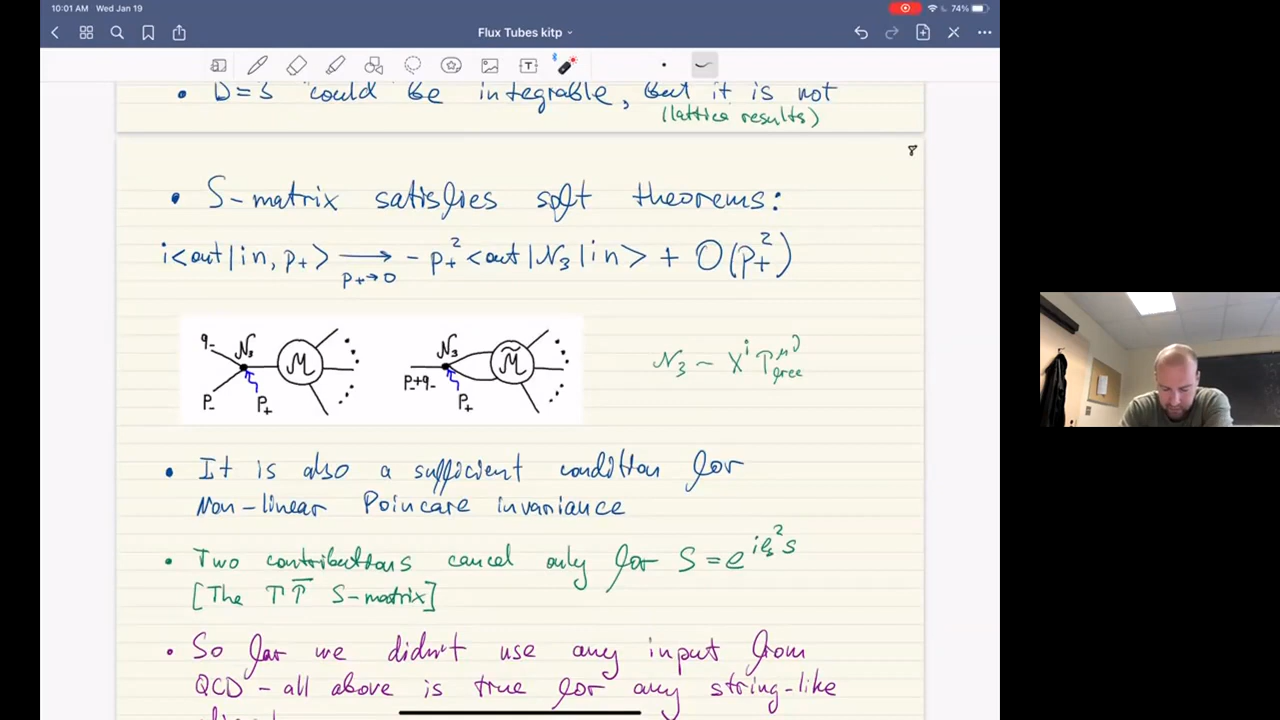 10:01 AM Wed Jan 19
74%
Flux Tubes kitp
• D=3 "could" be integrable, but it is not
(lattice results)
8
• S-matrix satisfies soft theorems:
i<out|in, p₊> ⟶ - p₊² <out|N₃|in> + O(p₊²)
p₊→0
q₋ N₃ M
p₋ p₊
N₃ M̃
p₋+q₋ p₊
N₃ ~ Xⁱ T^{μν}_{free}
• It is also a sufficient condition for
Non-linear Poincare invariance
• Two contributions cancel only for S = e^{iℓ_s² s}
[The TT̄ S-matrix]
• So far we didn't use any input from
QCD - all above is true for any string-like